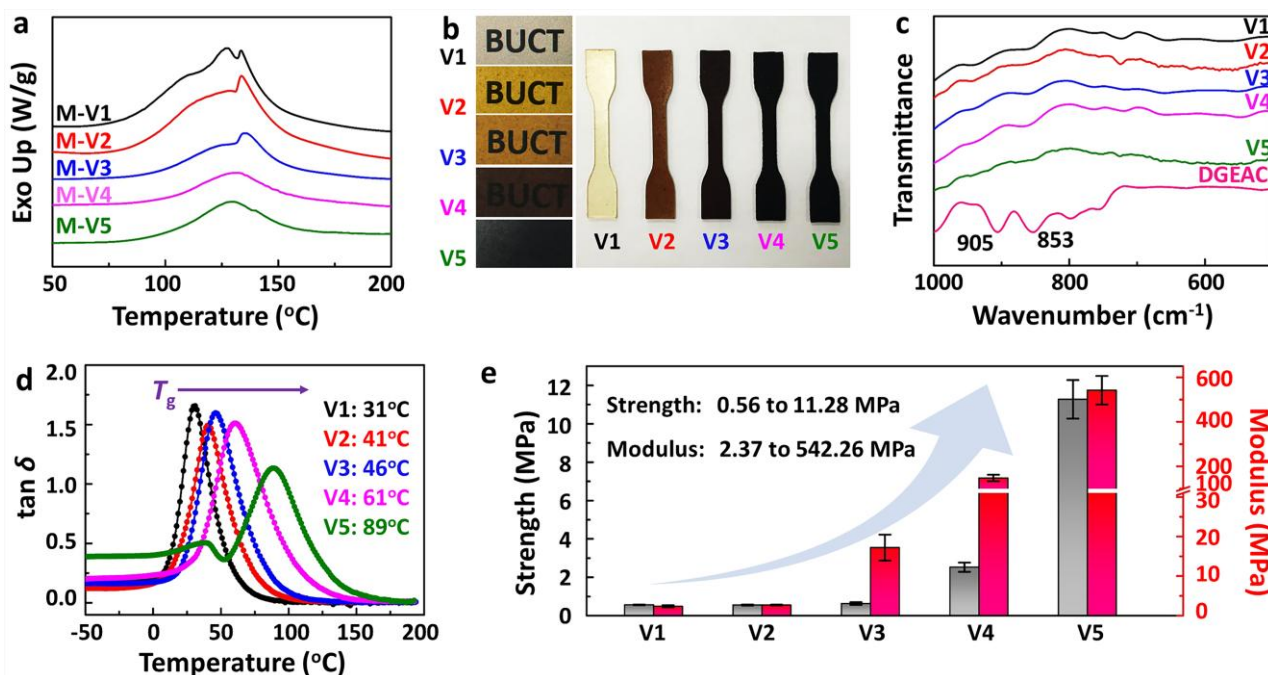 a
Exo Up (W/g)
M-V1
M-V2
M-V3
M-V4
M-V5
50
100
150
200
Temperature (°C)
b
V1
V2
V3
V4
V5
BUCT
BUCT
BUCT
BUCT
V1
V2
V3
V4
V5
c
Transmittance
V1
V2
V3
V4
V5
DGEAC
905
853
1000
800
600
Wavenumber (cm⁻¹)
d
tan δ
2.0
1.5
1.0
0.5
0.0
Tg
V1: 31°C
V2: 41°C
V3: 46°C
V4: 61°C
V5: 89°C
-50
0
50
100
150
200
Temperature (°C)
e
Strength (MPa)
12
10
8
6
4
2
0
Strength: 0.56 to 11.28 MPa
Modulus: 2.37 to 542.26 MPa
V1
V2
V3
V4
V5
600
500
400
200
100
30
20
10
0
Modulus (MPa)